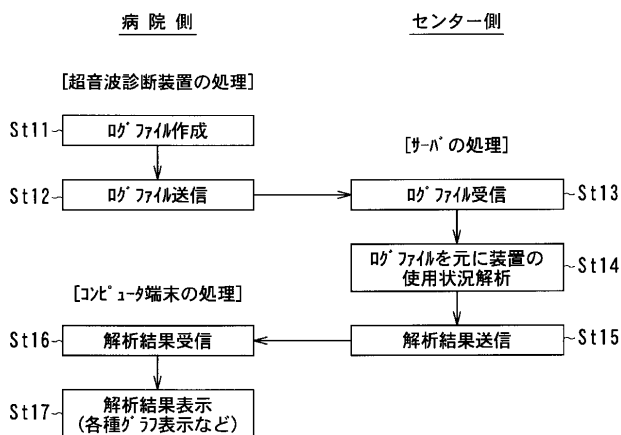 病院側
センター側
[超音波診断装置の処理]
St11
ログファイル作成
[サーバの処理]
St12
ログファイル送信
ログファイル受信
St13
ログファイルを元に装置の
使用状況解析
St14
[コンピュータ端末の処理]
St16
解析結果受信
解析結果送信
St15
St17
解析結果表示
(各種グラフ表示など)